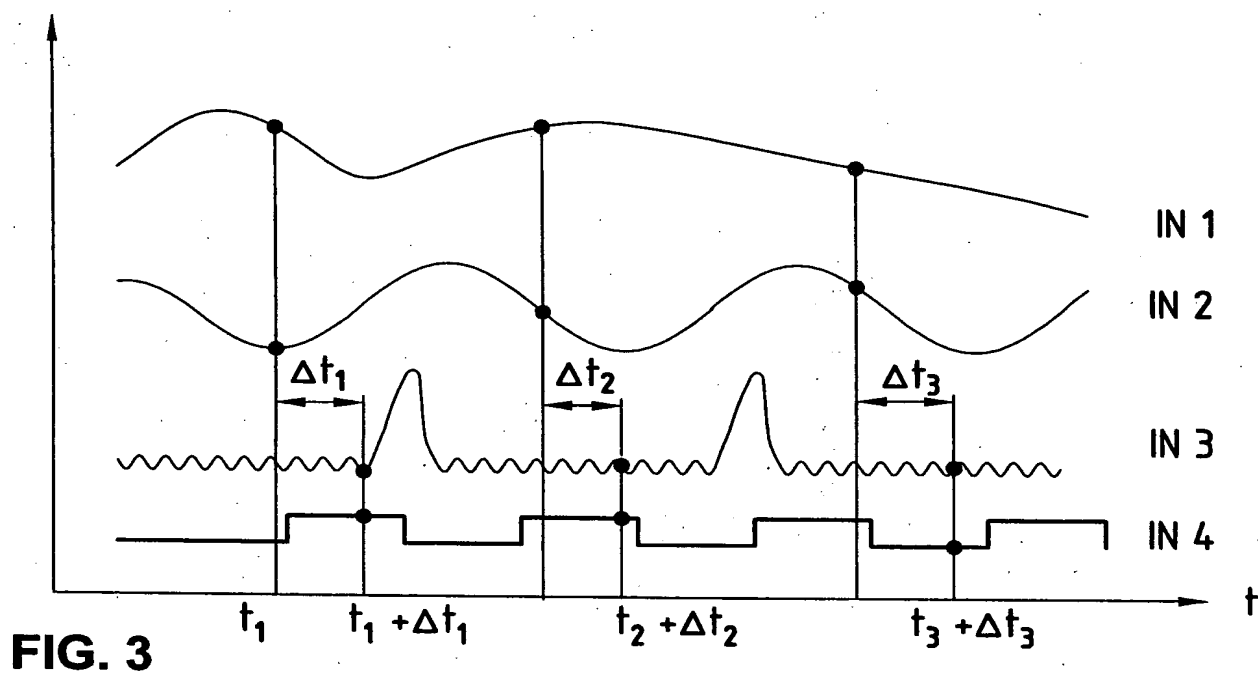 IN 1
IN 2
Δt₁ Δt₂ Δt₃
IN 3
IN 4
t
t₁ t₁ + Δt₁ t₂ + Δt₂ t₃ + Δt₃
FIG. 3